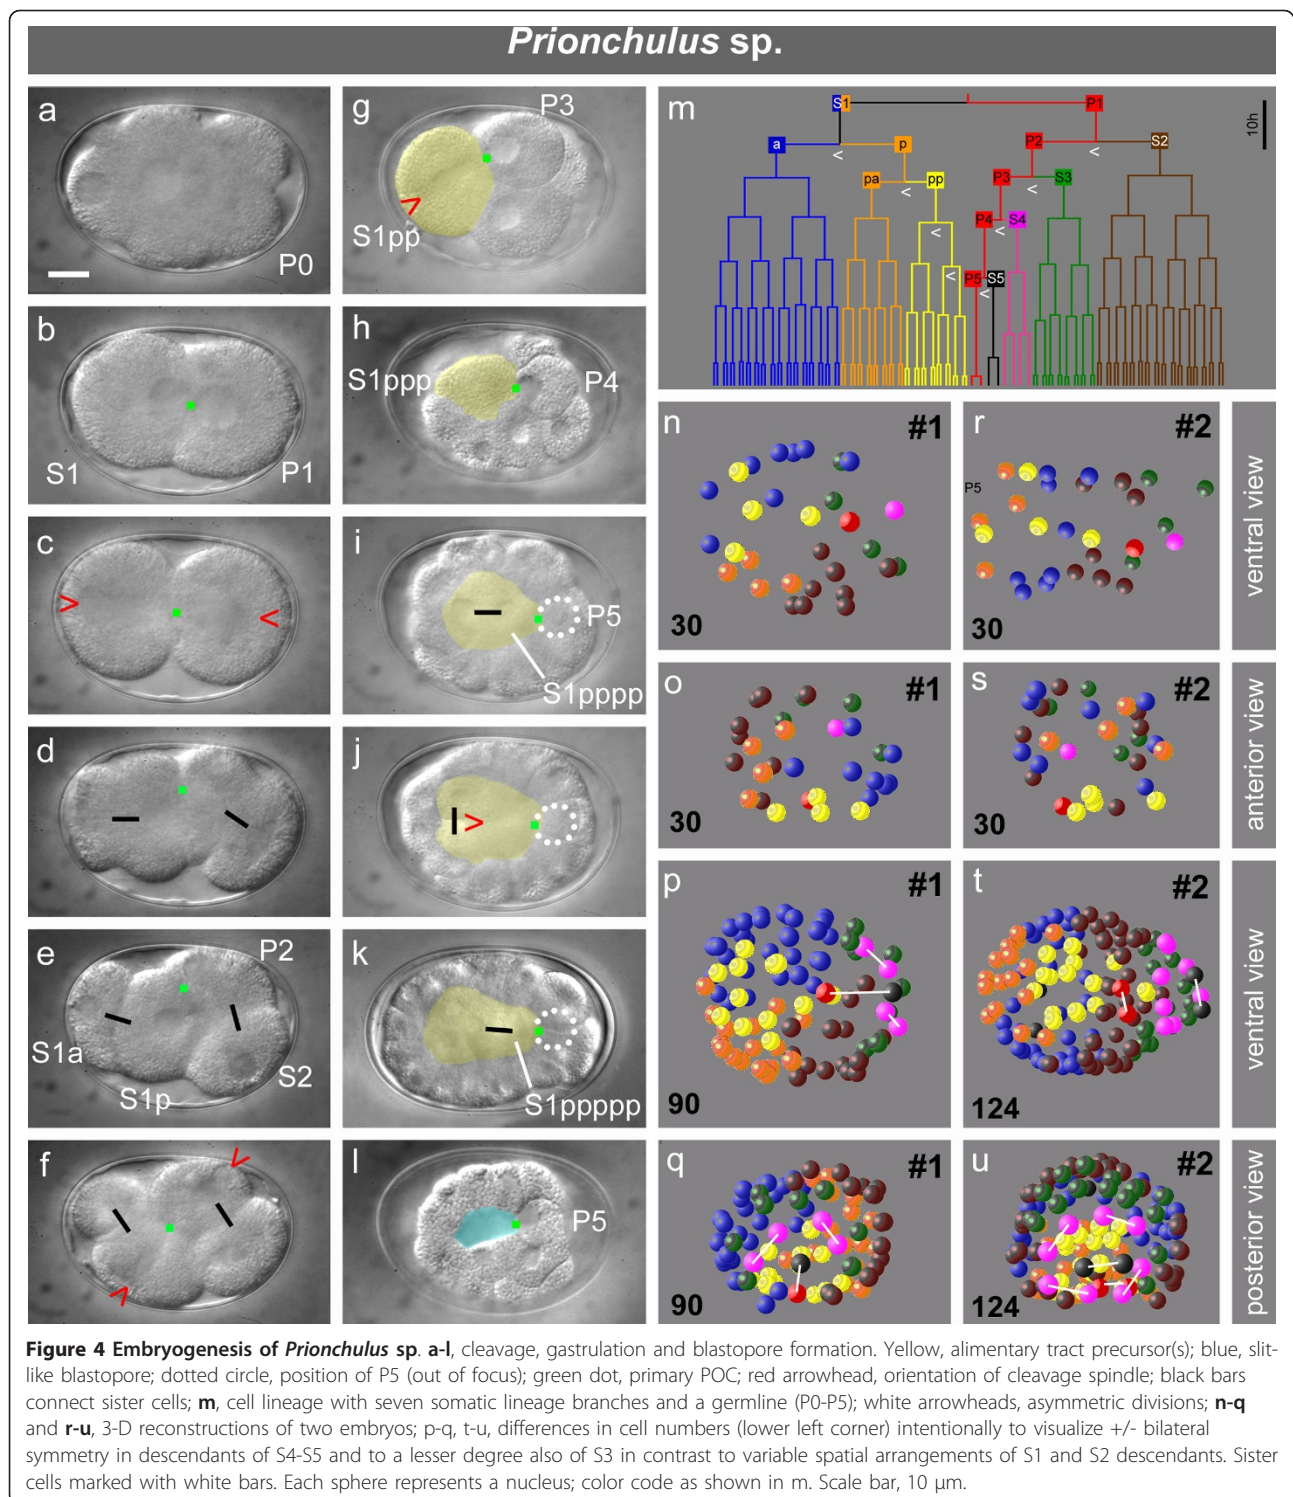 Prionchulus sp.
a
P0
b
S1
P1
c
d
e
P2
S1a
S1p
S2
f
g
P3
S1pp
h
S1ppp
P4
i
P5
S1pppp
j
k
S1ppppp
l
P5
m
S1
P1
10h
a
p
P2
S2
<
<
pa
pp
P3
S3
<
<
P4
S4
<
<
P5
S5
<
<
n
#1
30
r
#2
P5
30
ventral view
o
#1
30
s
#2
30
anterior view
p
#1
90
t
#2
124
ventral view
q
#1
90
u
#2
124
posterior view
Figure 4 Embryogenesis of Prionchulus sp. a-l, cleavage, gastrulation and blastopore formation. Yellow, alimentary tract precursor(s); blue, slit-
like blastopore; dotted circle, position of P5 (out of focus); green dot, primary POC; red arrowhead, orientation of cleavage spindle; black bars
connect sister cells; m, cell lineage with seven somatic lineage branches and a germline (P0-P5); white arrowheads, asymmetric divisions; n-q
and r-u, 3-D reconstructions of two embryos; p-q, t-u, differences in cell numbers (lower left corner) intentionally to visualize +/- bilateral
symmetry in descendants of S4-S5 and to a lesser degree also of S3 in contrast to variable spatial arrangements of S1 and S2 descendants. Sister
cells marked with white bars. Each sphere represents a nucleus; color code as shown in m. Scale bar, 10 μm.